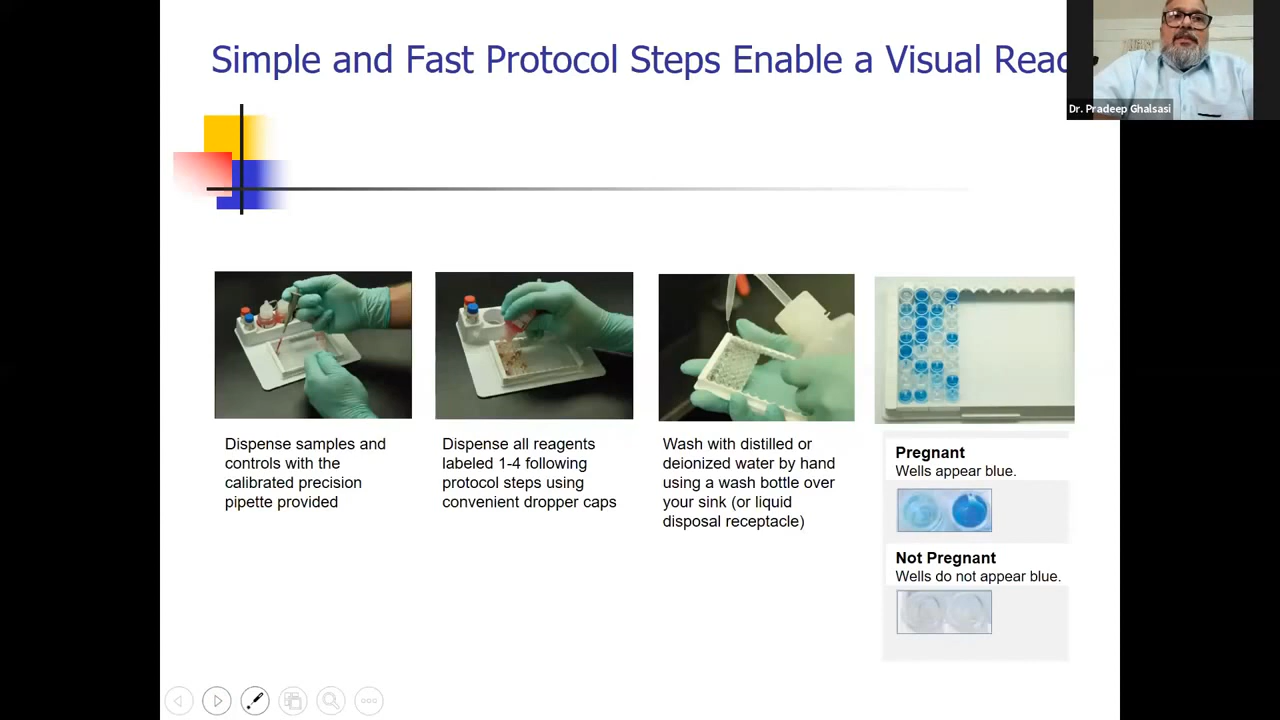 Simple and Fast Protocol Steps Enable a Visual Read
Dr. Pradeep Ghalsasi
Dispense samples and
controls with the
calibrated precision
pipette provided
Dispense all reagents
labeled 1-4 following
protocol steps using
convenient dropper caps
Wash with distilled or
deionized water by hand
using a wash bottle over
your sink (or liquid
disposal receptacle)
Pregnant
Wells appear blue.
Not Pregnant
Wells do not appear blue.